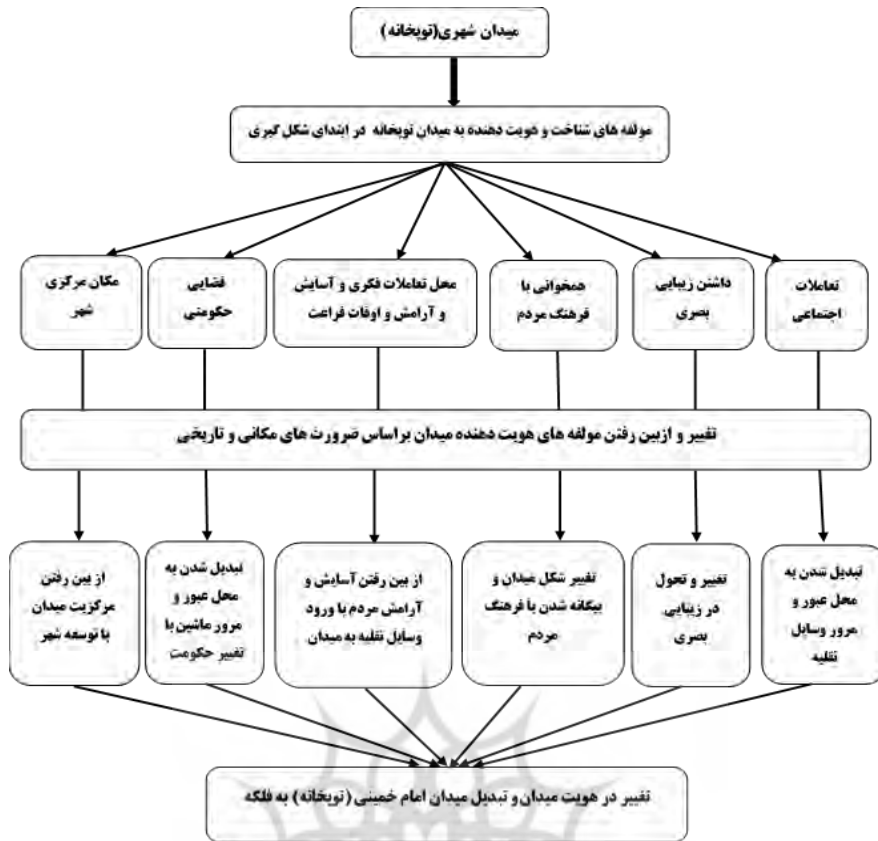 میدان شهری(توپخانه)
مولفه های شناخت و هویت دهنده به میدان توپخانه در ابتدای شکل گیری
تعاملات
اجتماعی
داشتن زیبایی
بصری
همخوانی با
فرهنگ مردم
محل تعاملات فکری و آسایش
و آرامش و اوقات فراغت
فضایی
حکومتی
مکان مرکزی
شهر
تغییر و ازبین رفتن مولفه های هویت دهنده میدان براساس ضرورت های مکانی و تاریخی
تبدیل شدن به
محل عبور و
مرور وسایل
نقلیه
تغییر و تحول
در زیبایی
بصری
تغییر شکل میدان و
بیگانه شدن با فرهنگ
مردم
از بین رفتن آسایش و
آرامش مردم با ورود
وسایل نقلیه به میدان
تبدیل شدن به
محل عبور و
مرور ماشین با
تغییر حکومت
از بین رفتن
مرکزیت میدان
با توسعه شهر
تغییر در هویت میدان و تبدیل میدان امام خمینی (توپخانه) به فلکه